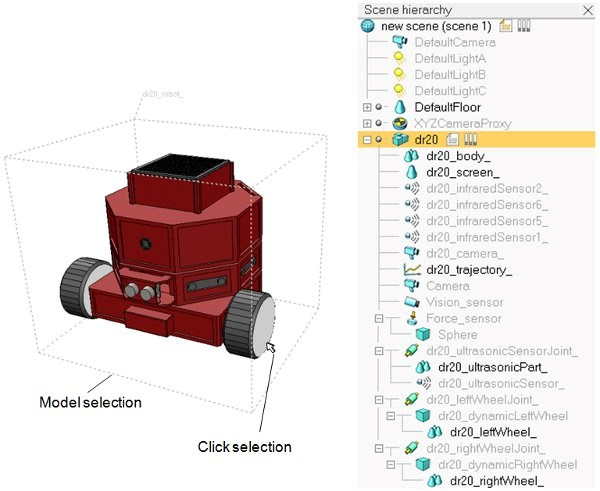 dr20_robot_
Model selection
Click selection
Scene hierarchy
new scene (scene 1)
DefaultCamera
DefaultLightA
DefaultLightB
DefaultLightC
DefaultFloor
XYZCameraProxy
dr20
dr20_body_
dr20_screen_
dr20_infraredSensor2_
dr20_infraredSensor6_
dr20_infraredSensor5_
dr20_infraredSensor1_
dr20_camera_
dr20_trajectory_
Camera
Vision_sensor
Force_sensor
Sphere
dr20_ultrasonicSensorJoint_
dr20_ultrasonicPart_
dr20_ultrasonicSensor_
dr20_leftWheelJoint_
dr20_dynamicLeftWheel
dr20_leftWheel_
dr20_rightWheelJoint_
dr20_dynamicRightWheel
dr20_rightWheel_